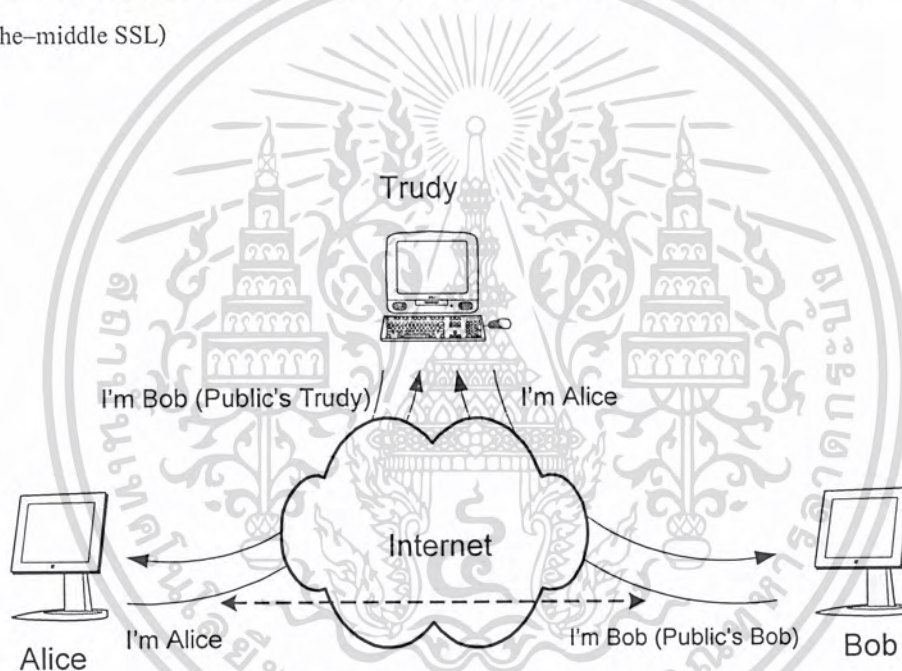 he–middle SSL)
Trudy
I'm Bob (Public's Trudy)
I'm Alice
Internet
I'm Alice
I'm Bob (Public's Bob)
Alice
Bob